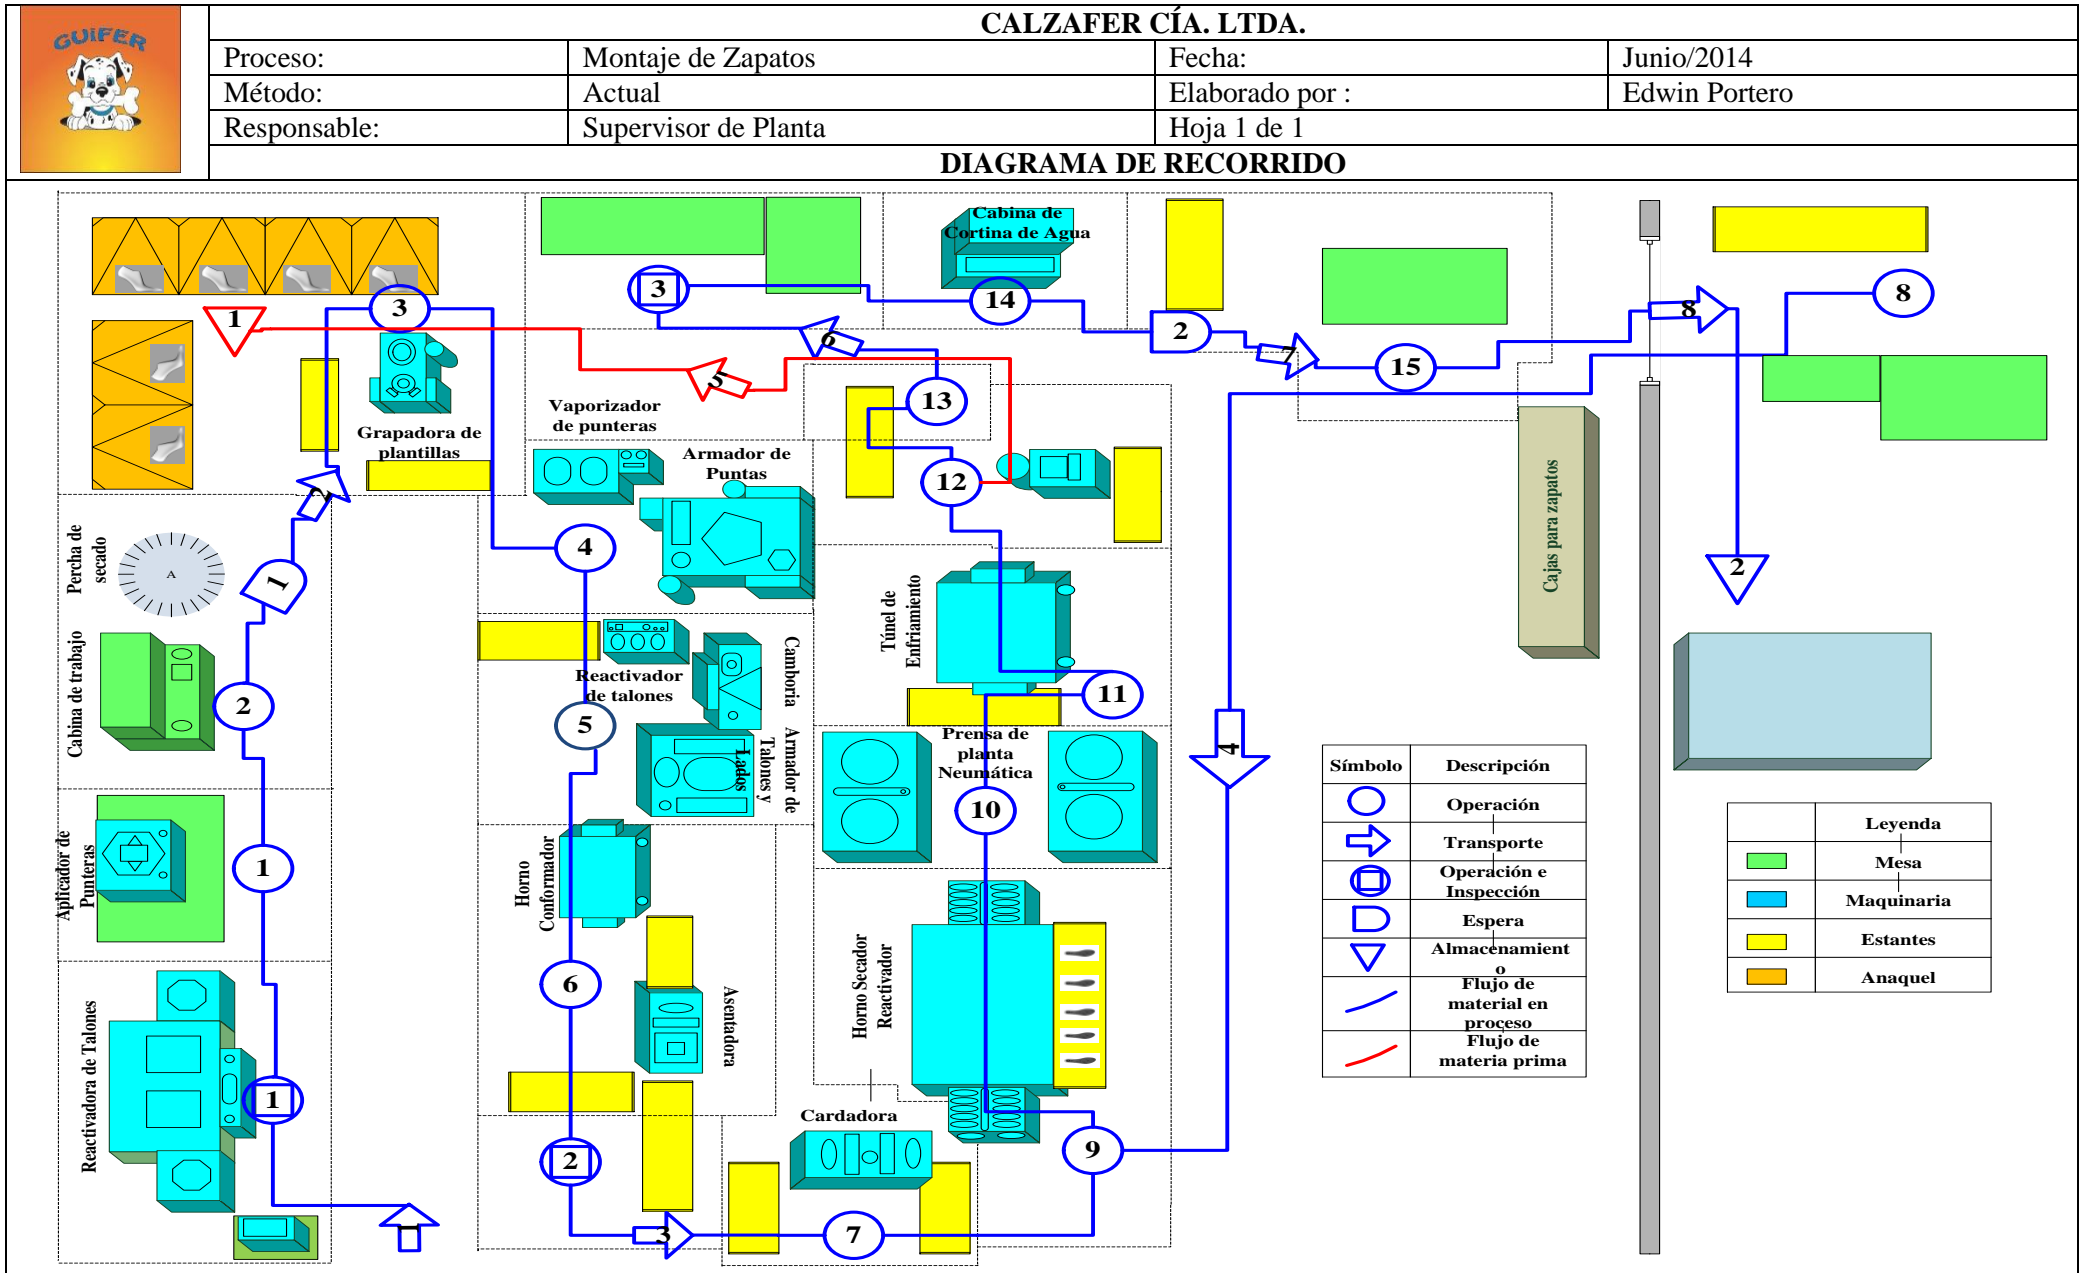 GUIFER
CALZAFER CÍA. LTDA.
Proceso:
Montaje de Zapatos
Fecha:
Junio/2014
Método:
Actual
Elaborado por :
Edwin Portero
Responsable:
Supervisor de Planta
Hoja 1 de 1
DIAGRAMA DE RECORRIDO
Cabina de
Cortina de Agua
3
14
1
3
8
8
2
6
7
15
5
13
Vaporizador
de punteras
Grapadora de
plantillas
Armador de
Puntas
12
2
Cajas para zapatos
Percha de
secado
A
1
4
2
Túnel de
Enfriamiento
Cabina de trabajo
2
Reactivador
de talones
Camboria
5
Armador de
Talones y
Lados
11
Prensa de
planta
Neumática
4
10
Aplicador de
Punteras
1
Horno
Conformador
6
Asentadora
Horno Secador
Reactivador
Reactivadora de Talones
1
Cardadora
9
2
1
3
7
Símbolo
Descripción
Operación
Transporte
Operación e
Inspección
Espera
Almacenamient
o
Flujo de
material en
proceso
Flujo de
materia prima
Leyenda
Mesa
Maquinaria
Estantes
Anaquel